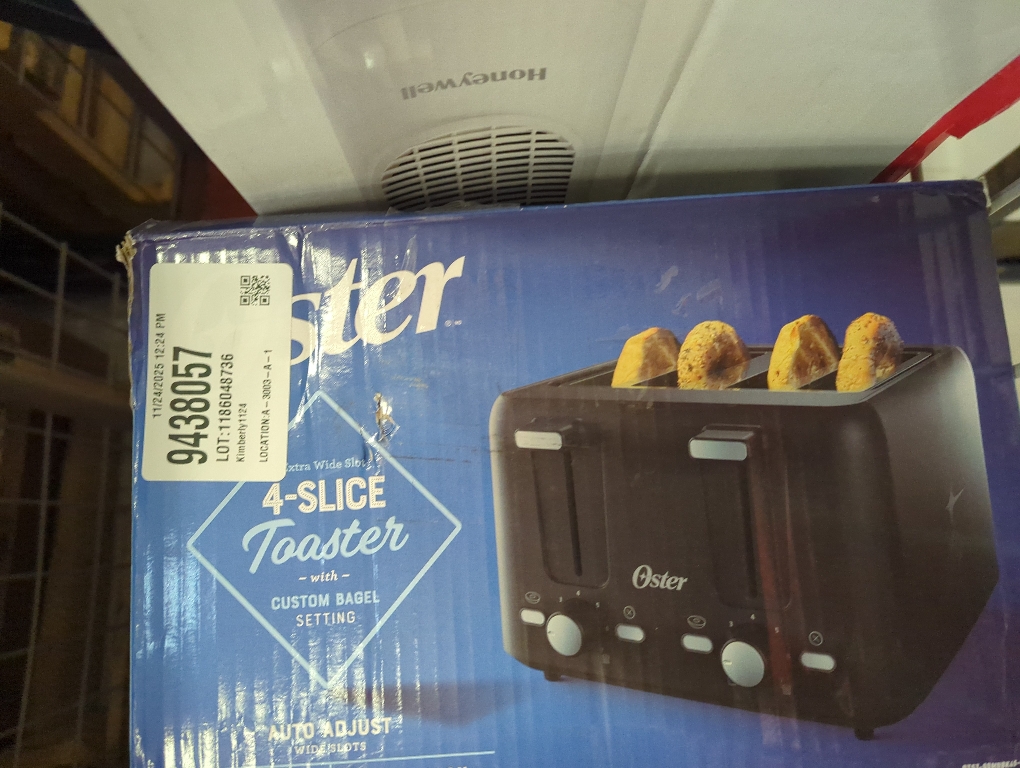 Honeywell
ster
11/24/2025 12:24 PM
9438057
LOT:1186048736
Kimberly1124
LOCATION:A-3003-A-1
Extra Wide Slot
4-SLICE
Toaster
- with -
CUSTOM BAGEL
SETTING
AUTO ADJUST
WIDE SLOTS
Oster